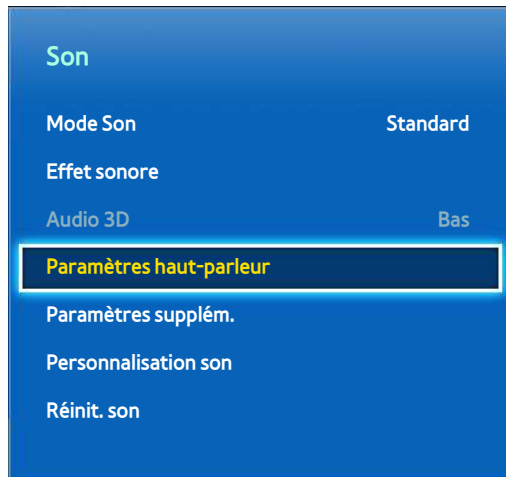 Son
Mode Son Standard
Effet sonore
Audio 3D Bas
Paramètres haut-parleur
Paramètres supplém.
Personnalisation son
Réinit. son